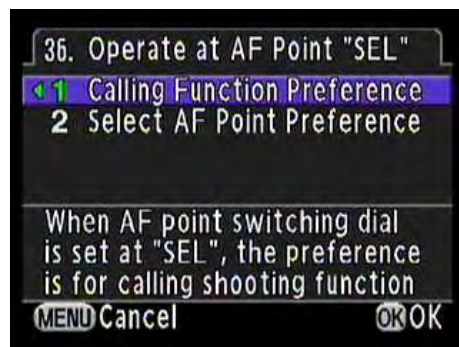 36. Operate at AF Point "SEL"
1 Calling Function Preference
2 Select AF Point Preference
When AF point switching dial
is set at "SEL", the preference
is for calling shooting function
MENU Cancel OK OK